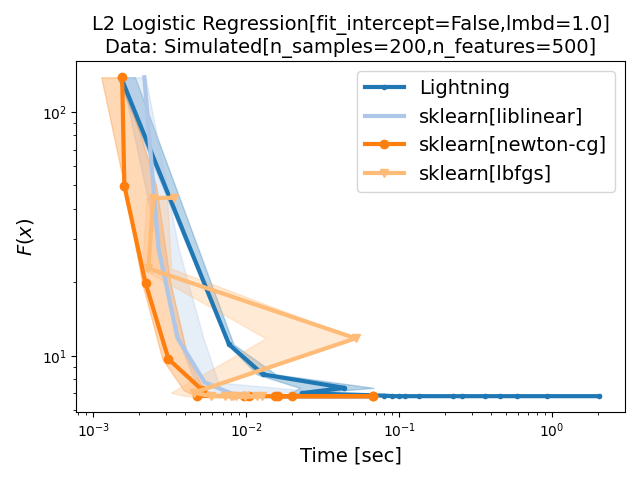 L2 Logistic Regression[fit_intercept=False,lmbd=1.0]
Data: Simulated[n_samples=200,n_features=500]
Lightning
sklearn[liblinear]
sklearn[newton-cg]
sklearn[lbfgs]
F(x)
10²
10¹
10⁻³ 10⁻² 10⁻¹ 10⁰
Time [sec]